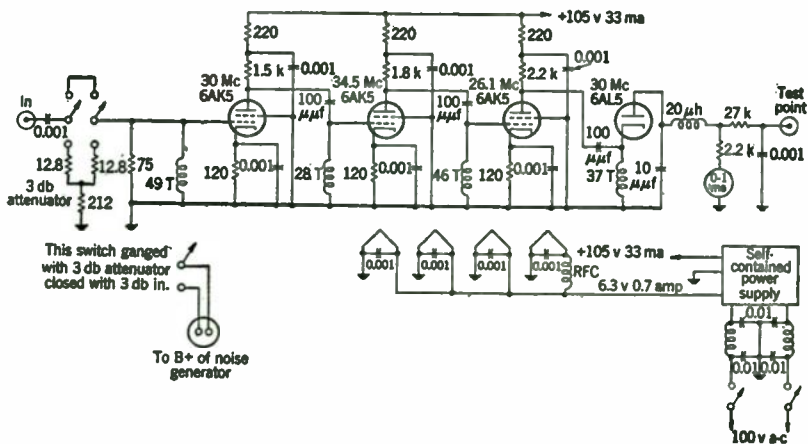 +105 v 33 ma
220
220
220
1.5 k
0.001
1.8 k
0.001
2.2 k
0.001
30 Mc
6AK5
34.5 Mc
6AK5
26.1 Mc
6AK5
30 Mc
6AL5
100
μμf
100
μμf
100
μμf
In
0.001
12.8
12.8
3 db
attenuator
212
75
49 T
120
0.001
28 T
120
0.001
46 T
120
0.001
37 T
10
μμf
20 μh
27 k
2.2 k
0.001
0-1
ma
Test
point
This switch ganged
with 3 db attenuator
closed with 3 db in.
To B+ of noise
generator
0.001
0.001
0.001
0.001
RFC
+105 v 33 ma
6.3 v 0.7 amp
Self-
contained
power
supply
0.01
0.01
0.01
100 v a-c